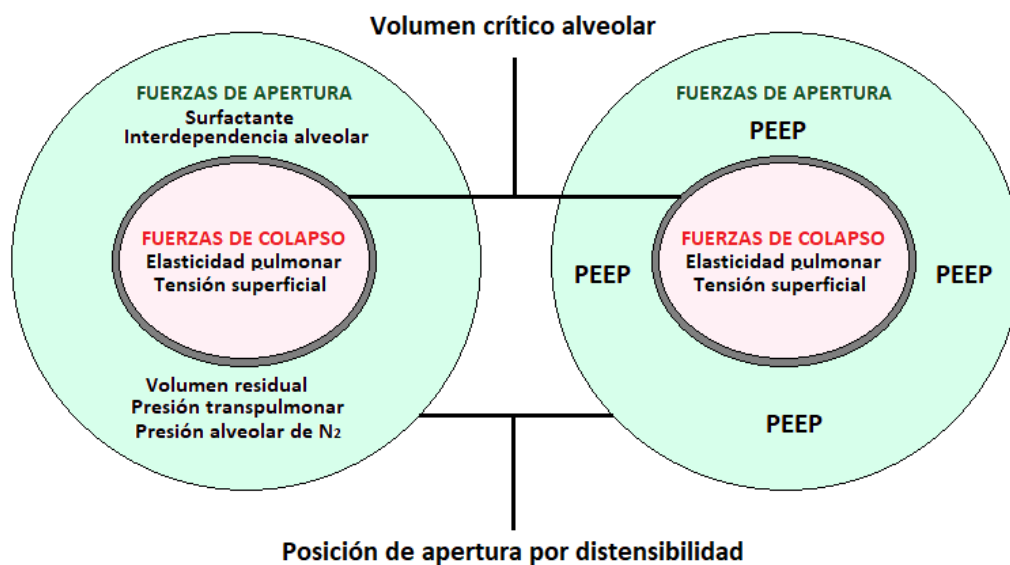 Volumen crítico alveolar
FUERZAS DE APERTURA
Surfactante
Interdependencia alveolar
FUERZAS DE COLAPSO
Elasticidad pulmonar
Tensión superficial
Volumen residual
Presión transpulmonar
Presión alveolar de N2
FUERZAS DE APERTURA
PEEP
FUERZAS DE COLAPSO
Elasticidad pulmonar
Tensión superficial
PEEP
PEEP
PEEP
Posición de apertura por distensibilidad